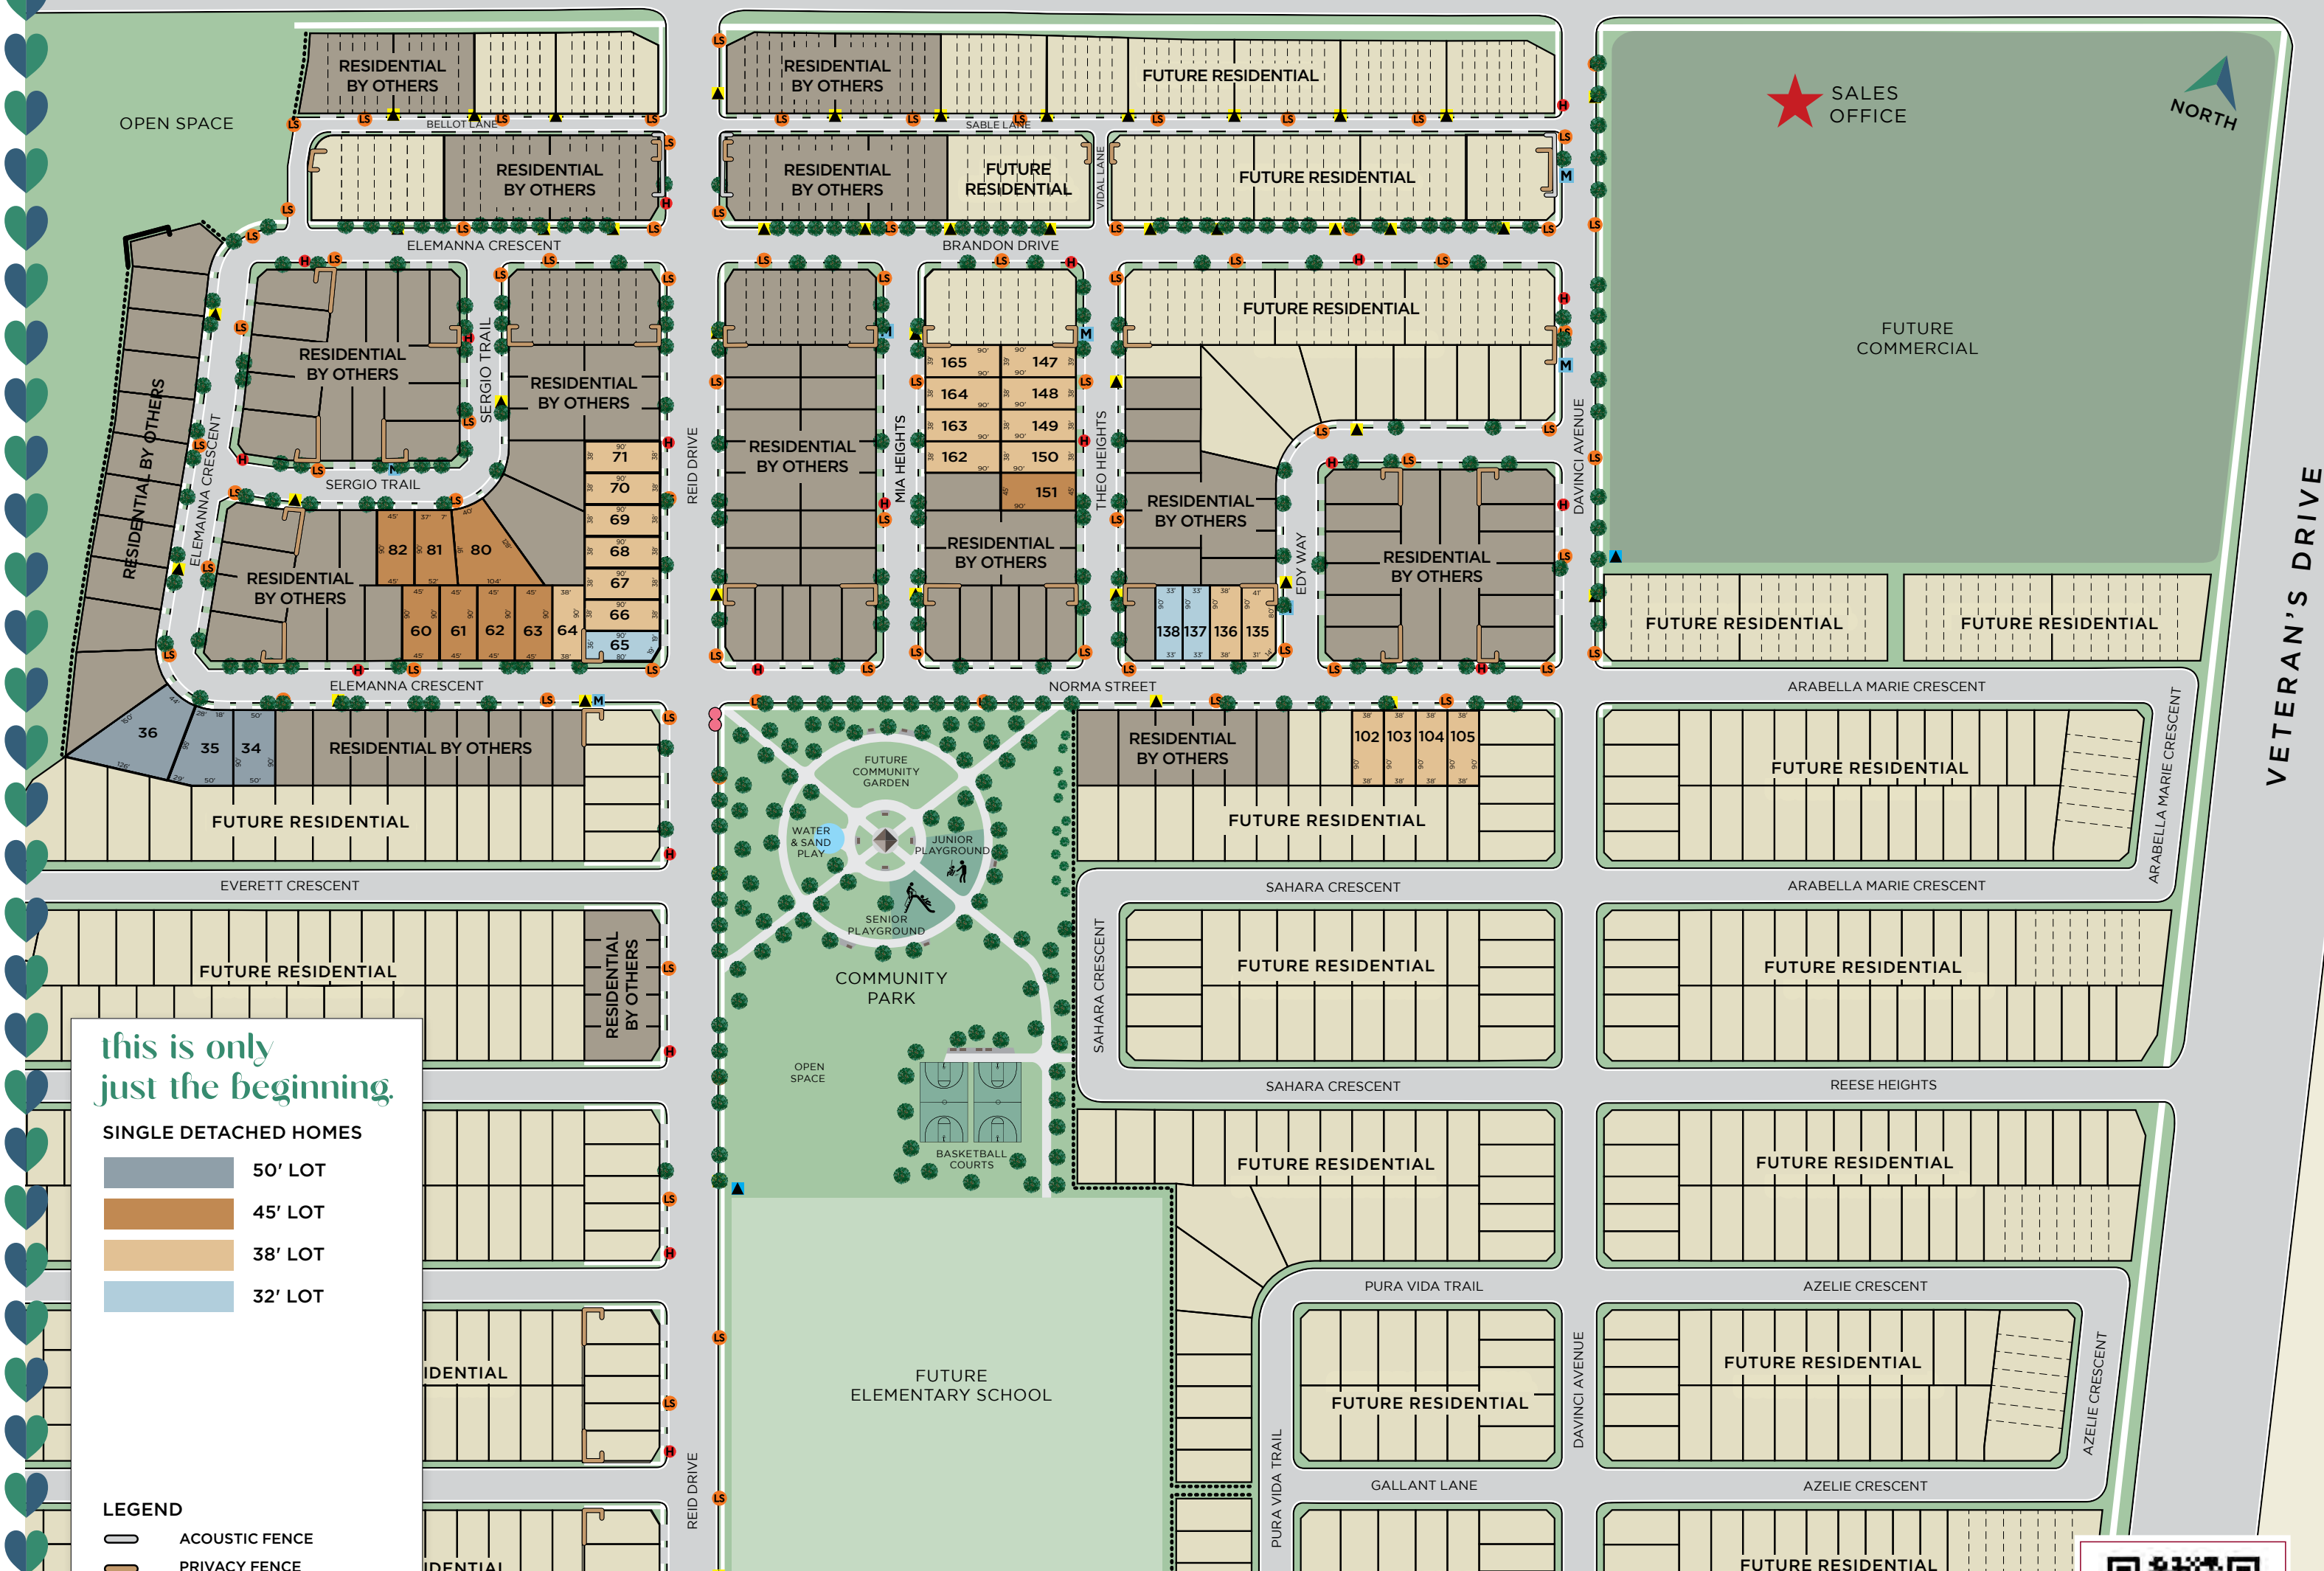 RESIDENTIAL
BY OTHERS
RESIDENTIAL
BY OTHERS
FUTURE RESIDENTIAL
SALES
OFFICE
NORTH
OPEN SPACE
BELLOT LANE
SABLE LANE
RESIDENTIAL
BY OTHERS
RESIDENTIAL
BY OTHERS
FUTURE
RESIDENTIAL
VIDAL LANE
FUTURE RESIDENTIAL
ELEMANNA CRESCENT
BRANDON DRIVE
RESIDENTIAL BY OTHERS
ELEMANNA CRESCENT
RESIDENTIAL
BY OTHERS
SERGIO TRAIL
SERGIO TRAIL
RESIDENTIAL
BY OTHERS
71
70
69
68
67
66
65
REID DRIVE
RESIDENTIAL
BY OTHERS
MIA HEIGHTS
165
147
164
148
163
149
162
150
151
RESIDENTIAL
BY OTHERS
THEO HEIGHTS
FUTURE RESIDENTIAL
RESIDENTIAL
BY OTHERS
138
137
136
135
EDY WAY
RESIDENTIAL
BY OTHERS
DAVINCI AVENUE
FUTURE
COMMERCIAL
FUTURE RESIDENTIAL
FUTURE RESIDENTIAL
VETERAN'S DRIVE
RESIDENTIAL
BY OTHERS
82
81
80
60
61
62
63
64
ELEMANNA CRESCENT
NORMA STREET
ARABELLA MARIE CRESCENT
36
35
34
RESIDENTIAL BY OTHERS
FUTURE RESIDENTIAL
FUTURE
COMMUNITY
GARDEN
WATER
& SAND
PLAY
JUNIOR
PLAYGROUND
SENIOR
PLAYGROUND
COMMUNITY
PARK
OPEN
SPACE
BASKETBALL
COURTS
RESIDENTIAL
BY OTHERS
102
103
104
105
FUTURE RESIDENTIAL
FUTURE RESIDENTIAL
ARABELLA MARIE CRESCENT
EVERETT CRESCENT
SAHARA CRESCENT
ARABELLA MARIE CRESCENT
FUTURE RESIDENTIAL
RESIDENTIAL
BY OTHERS
SAHARA CRESCENT
FUTURE RESIDENTIAL
FUTURE RESIDENTIAL
SAHARA CRESCENT
REESE HEIGHTS
FUTURE RESIDENTIAL
FUTURE RESIDENTIAL
PURA VIDA TRAIL
AZELIE CRESCENT
FUTURE
ELEMENTARY SCHOOL
FUTURE RESIDENTIAL
FUTURE RESIDENTIAL
DAVINCI AVENUE
AZELIE CRESCENT
PURA VIDA TRAIL
GALLANT LANE
AZELIE CRESCENT
FUTURE RESIDENTIAL
REID DRIVE
IDENTIAL
IDENTIAL
this is only
just the beginning.
SINGLE DETACHED HOMES
50' LOT
45' LOT
38' LOT
32' LOT
LEGEND
ACOUSTIC FENCE
PRIVACY FENCE